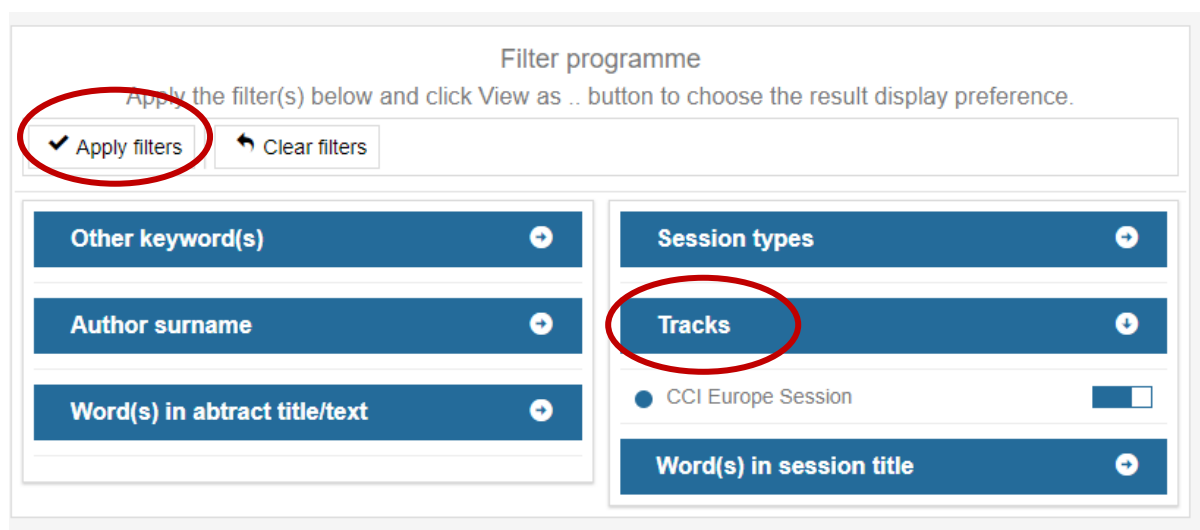 Filter programme
Apply the filter(s) below and click View as .. button to choose the result display preference.
Apply filters
Clear filters
Other keyword(s)
Author surname
Word(s) in abtract title/text
Session types
Tracks
CCI Europe Session
Word(s) in session title